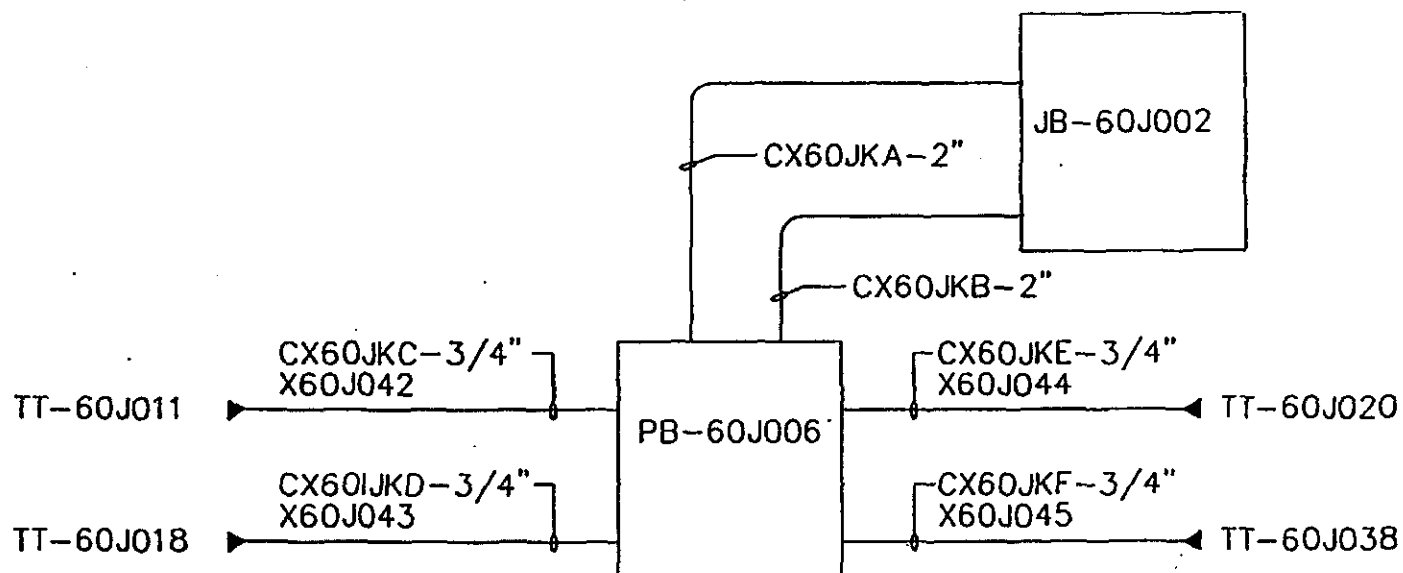 JB-60J002
CX60JKA-2"
CX60JKB-2"
CX60JKC-3/4"
X60J042
CX60JKE-3/4"
X60J044
TT-60J011
TT-60J020
PB-60J006
CX60IJKD-3/4"
X60J043
CX60JKF-3/4"
X60J045
TT-60J018
TT-60J038